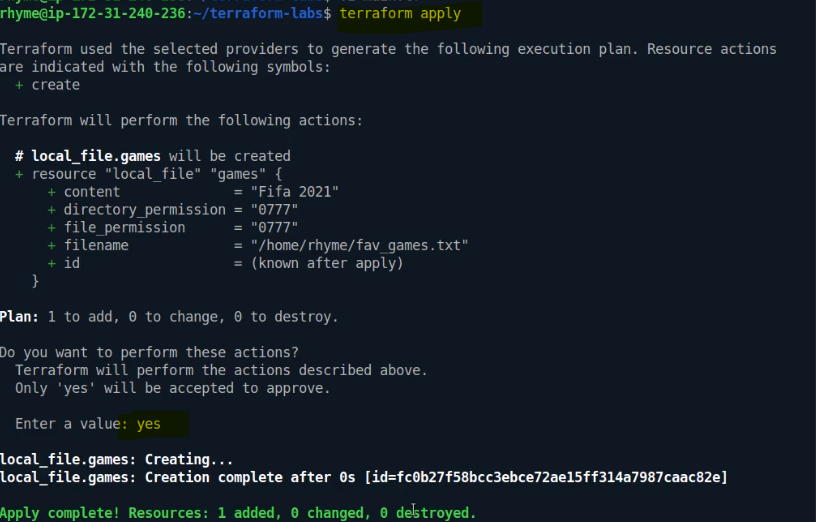 rhyme@ip-172-31-240-236:~/terraform-labs$ terraform apply
Terraform used the selected providers to generate the following execution plan. Resource actions
are indicated with the following symbols:
+ create
Terraform will perform the following actions:
# local_file.games will be created
+ resource "local_file" "games" {
+ content = "Fifa 2021"
+ directory_permission = "0777"
+ file_permission = "0777"
+ filename = "/home/rhyme/fav_games.txt"
+ id = (known after apply)
}
Plan: 1 to add, 0 to change, 0 to destroy.
Do you want to perform these actions?
Terraform will perform the actions described above.
Only 'yes' will be accepted to approve.
Enter a value: yes
local_file.games: Creating...
local_file.games: Creation complete after 0s [id=fc0b27f58bcc3ebce72ae15ff314a7987caac82e]
Apply complete! Resources: 1 added, 0 changed, 0 destroyed.